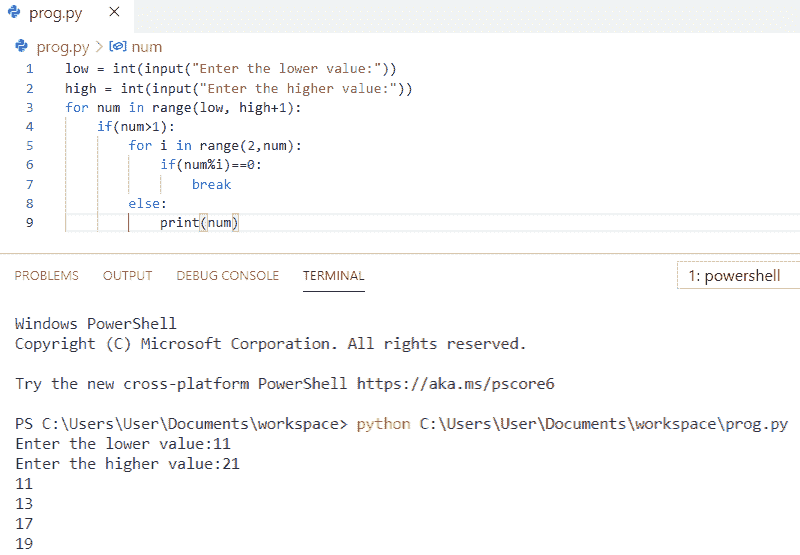 prog.py ×
prog.py > num
1 low = int(input("Enter the lower value:"))
2 high = int(input("Enter the higher value:"))
3 for num in range(low, high+1):
4     if(num>1):
5         for i in range(2,num):
6             if(num%i)==0:
7                 break
8         else:
9             print(num)
PROBLEMS OUTPUT DEBUG CONSOLE TERMINAL 1: powershell
Windows PowerShell
Copyright (C) Microsoft Corporation. All rights reserved.
Try the new cross-platform PowerShell https://aka.ms/pscore6
PS C:\Users\User\Documents\workspace> python C:\Users\User\Documents\workspace\prog.py
Enter the lower value:11
Enter the higher value:21
11
13
17
19